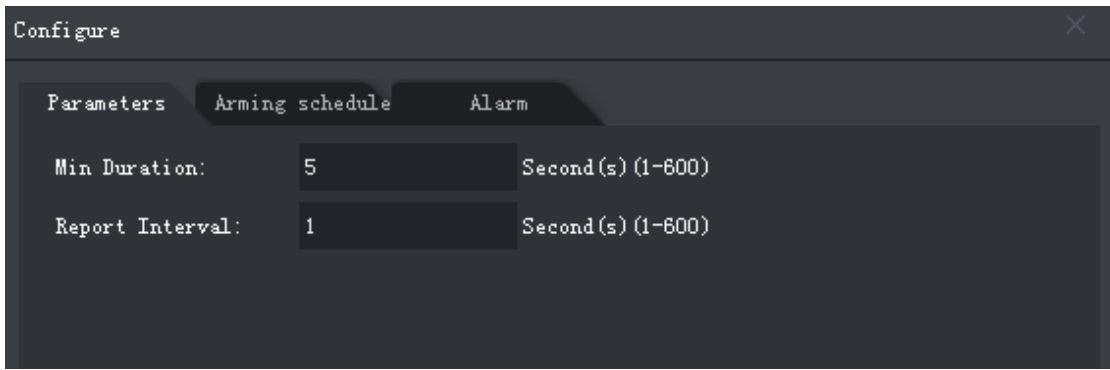 Configure
Parameters Arming schedule Alarm
Min Duration: 5 Second(s)(1-600)
Report Interval: 1 Second(s)(1-600)